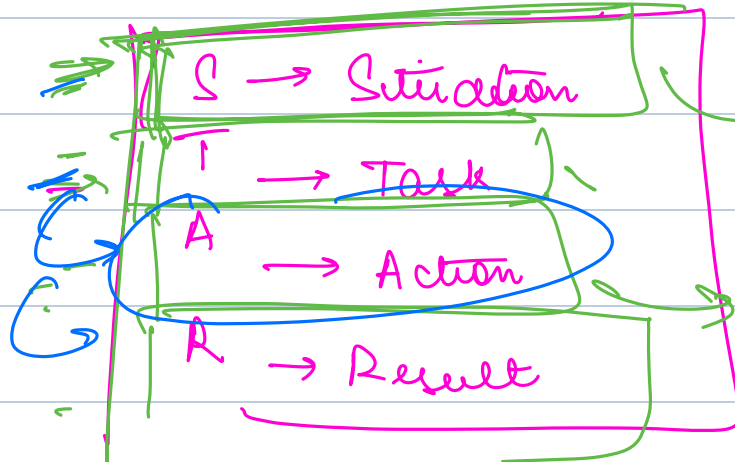 S → Situation
T → Task
A → Action
R → Result